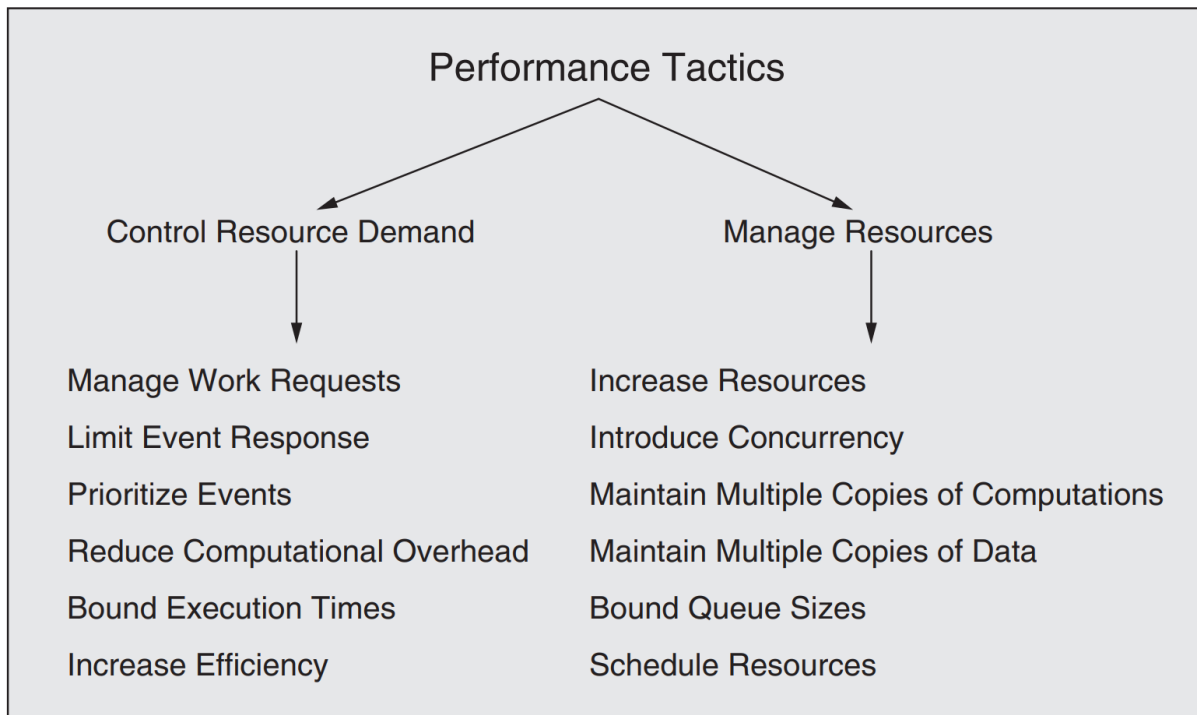 Performance Tactics
Control Resource Demand
Manage Work Requests
Limit Event Response
Prioritize Events
Reduce Computational Overhead
Bound Execution Times
Increase Efficiency
Manage Resources
Increase Resources
Introduce Concurrency
Maintain Multiple Copies of Computations
Maintain Multiple Copies of Data
Bound Queue Sizes
Schedule Resources